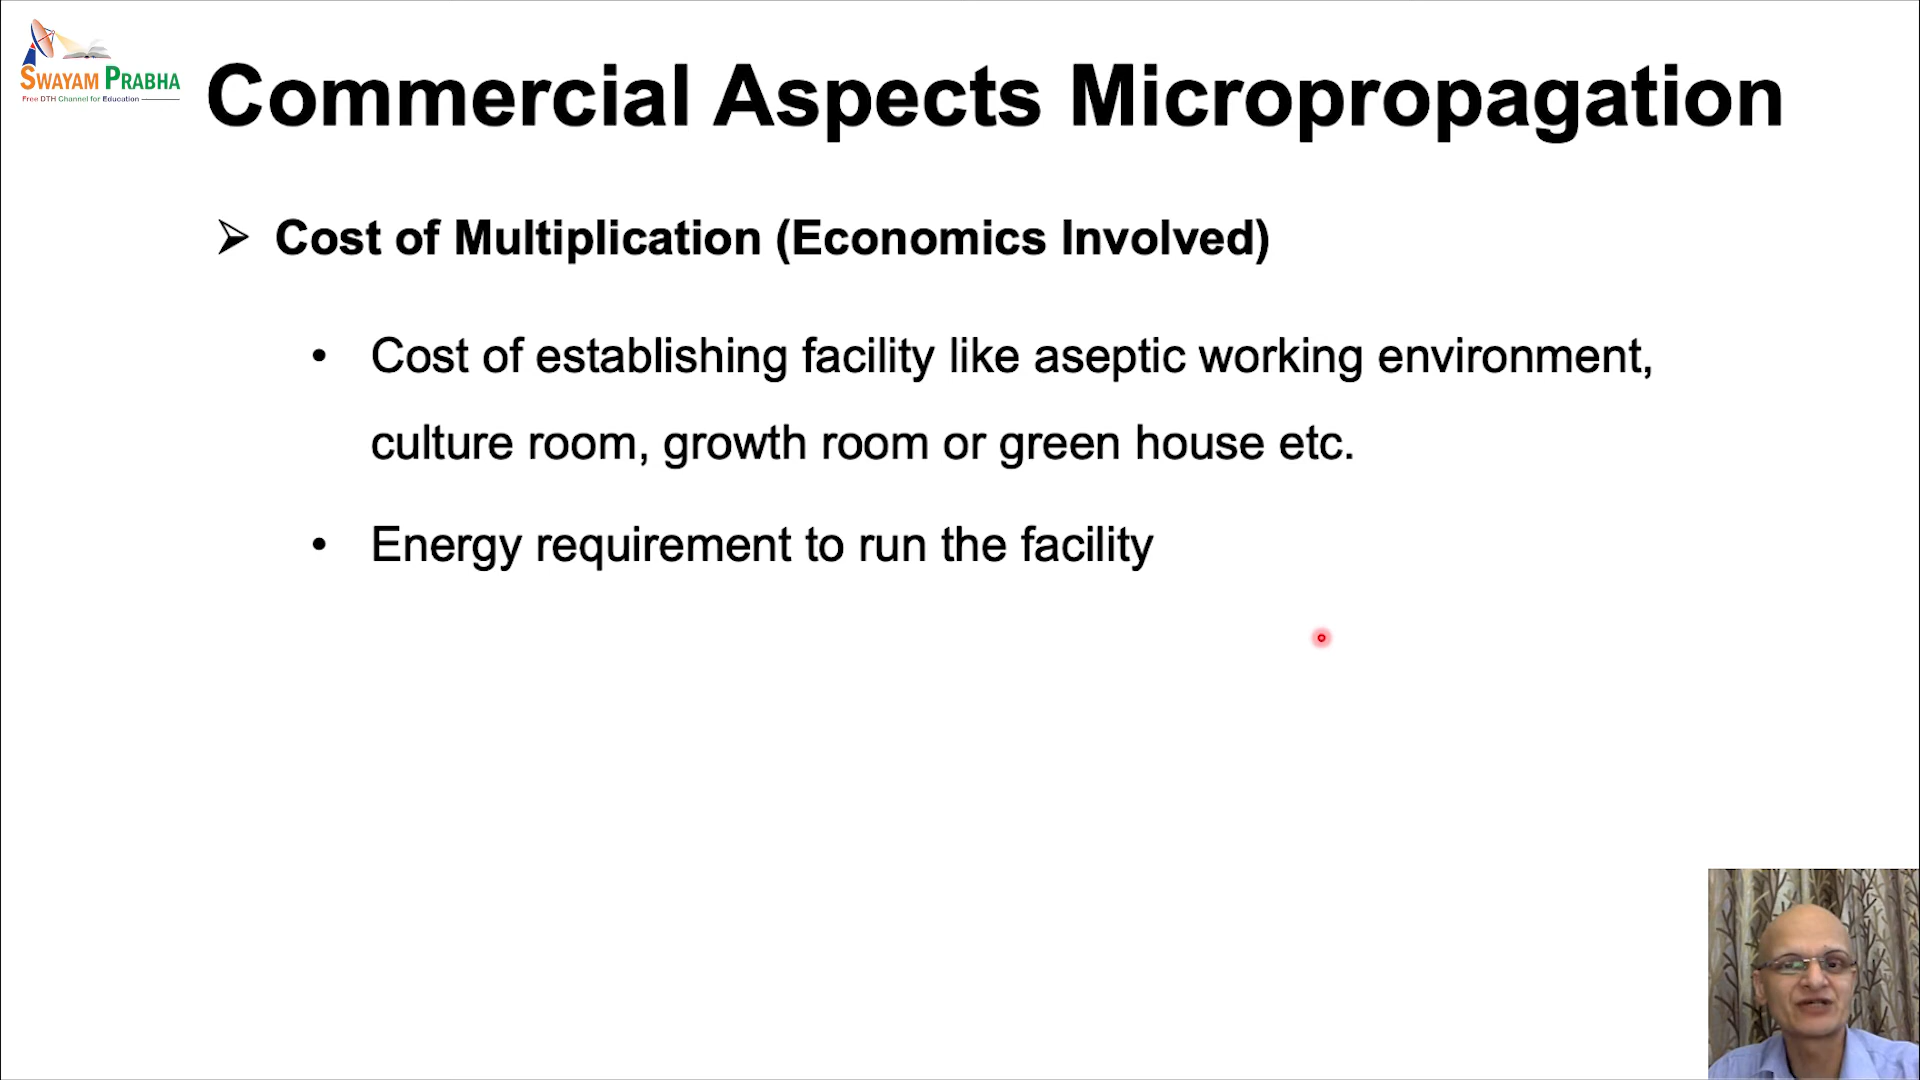 SWAYAM PRABHA
Free DTH Channel for Education
Commercial Aspects Micropropagation
➢ Cost of Multiplication (Economics Involved)
• Cost of establishing facility like aseptic working environment,
culture room, growth room or green house etc.
• Energy requirement to run the facility